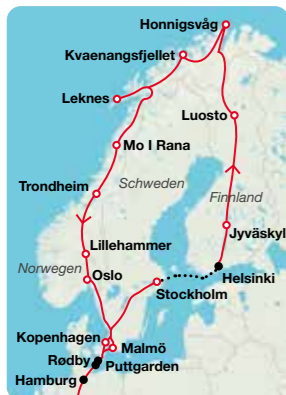 Honnigsvåg
Kvaenangsfjellet
Leknes
Luosto
Mo I Rana
Schweden
Trondheim
Finnland
Jyväskyl
Lillehammer
Norwegen
Helsinki
Oslo
Stockholm
Kopenhagen
Malmö
Rødby
Puttgarden
Hamburg